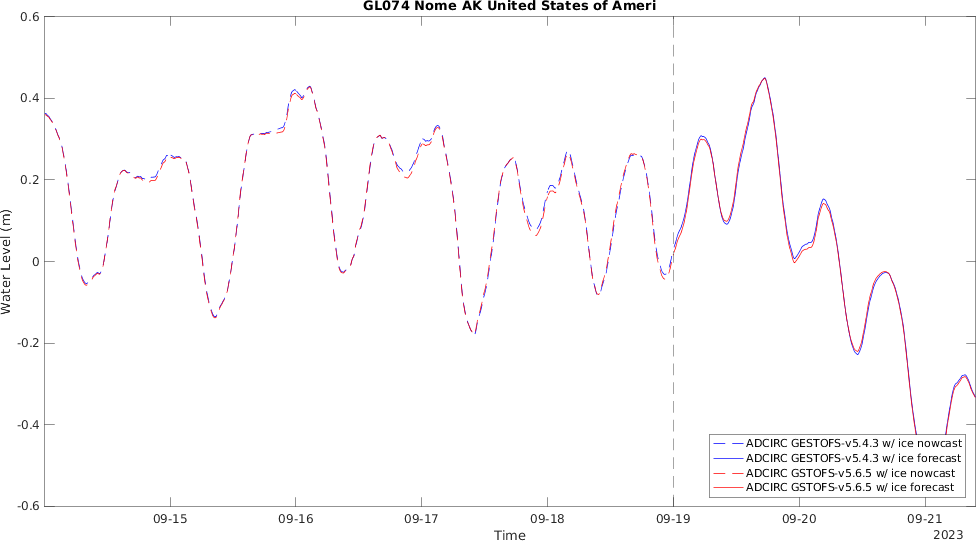 GL074 Nome AK United States of Ameri
0.6
0.4
0.2
0
-0.2
-0.4
-0.6
Water Level (m)
ADCIRC GESTOFS-v5.4.3 w/ ice nowcast
ADCIRC GESTOFS-v5.4.3 w/ ice forecast
ADCIRC GSTOFS-v5.6.5 w/ ice nowcast
ADCIRC GSTOFS-v5.6.5 w/ ice forecast
09-15 09-16 09-17 09-18 09-19 09-20 09-21
Time
2023